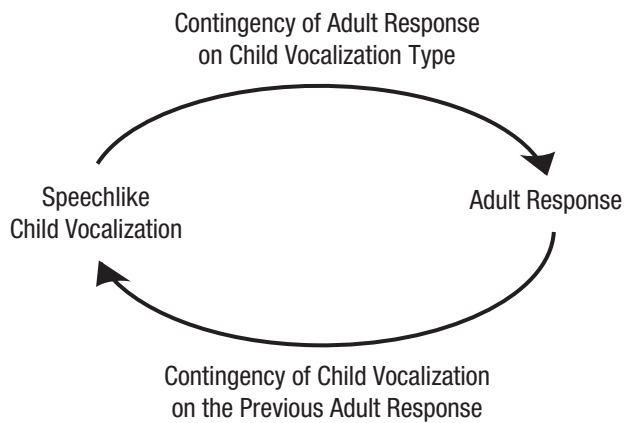 Contingency of Adult Response
on Child Vocalization Type
Speechlike
Child Vocalization
Adult Response
Contingency of Child Vocalization
on the Previous Adult Response